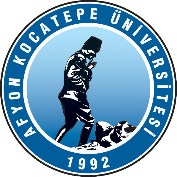 AFYON KOCATEPE ÜNİVERSİTESİ
1992